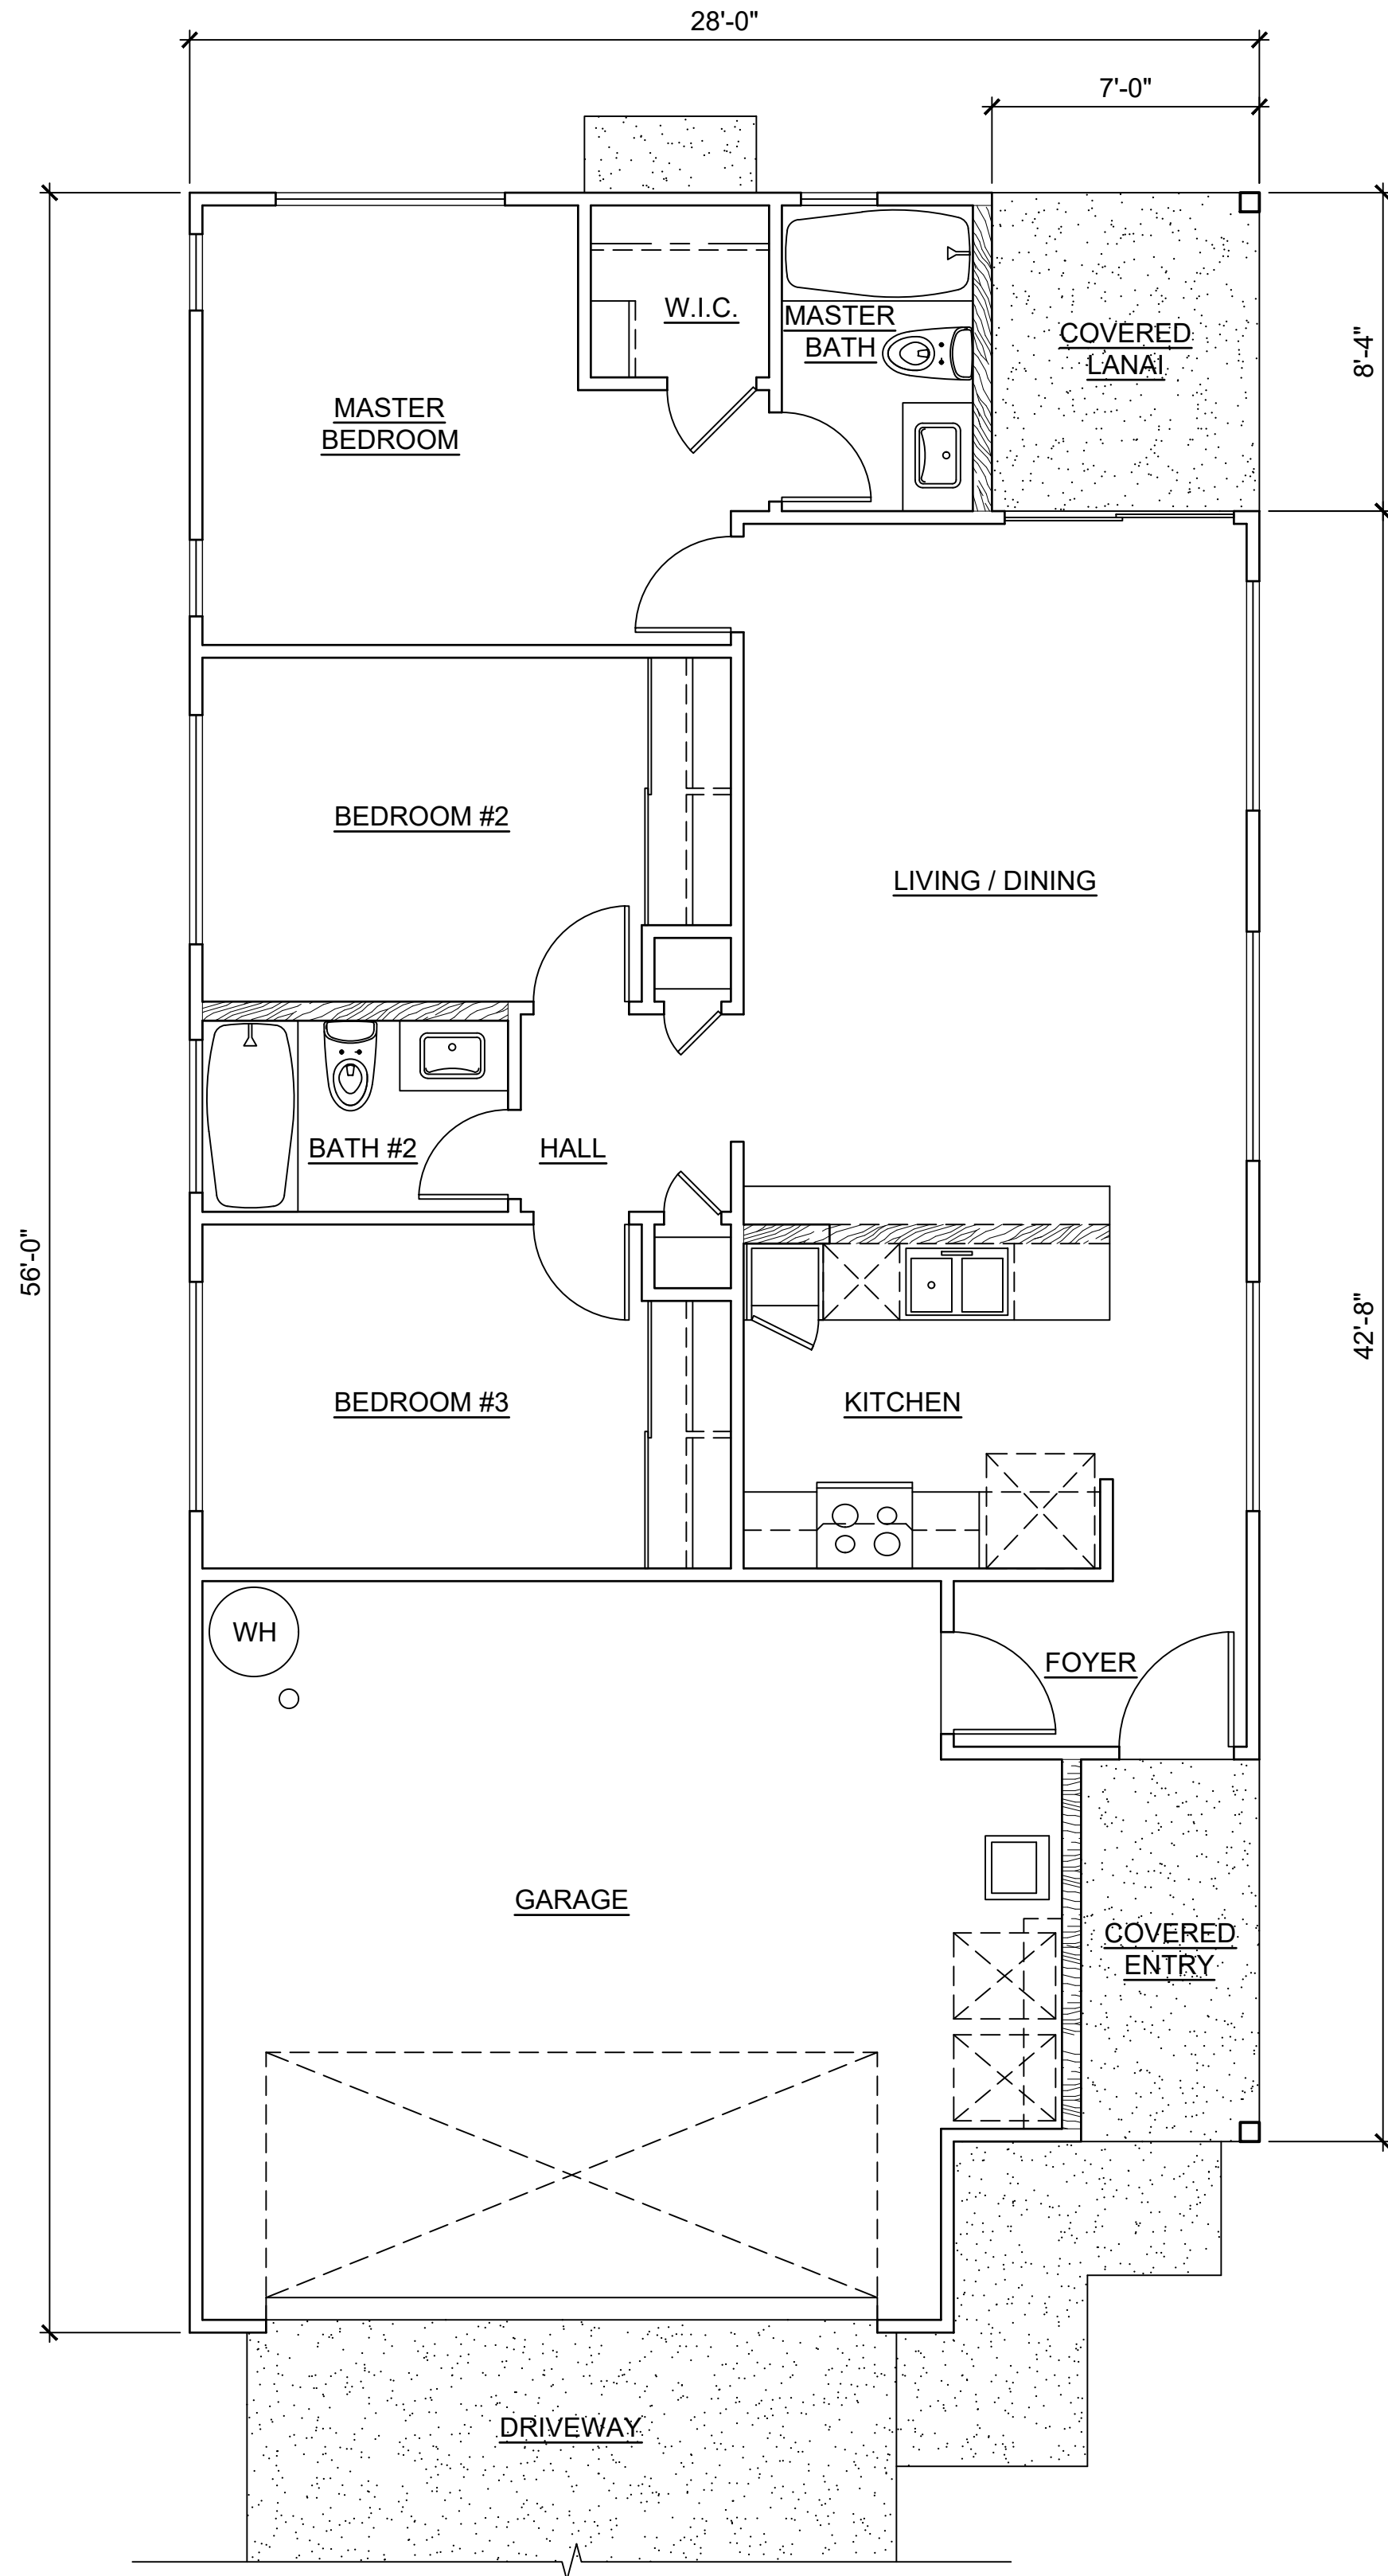 28'-0"
7'-0"
W.I.C.
MASTER
BATH
COVERED
LANAI
8'-4"
MASTER
BEDROOM
BEDROOM #2
LIVING / DINING
BATH #2
HALL
56'-0"
42'-8"
BEDROOM #3
KITCHEN
WH
FOYER
GARAGE
COVERED
ENTRY
DRIVEWAY